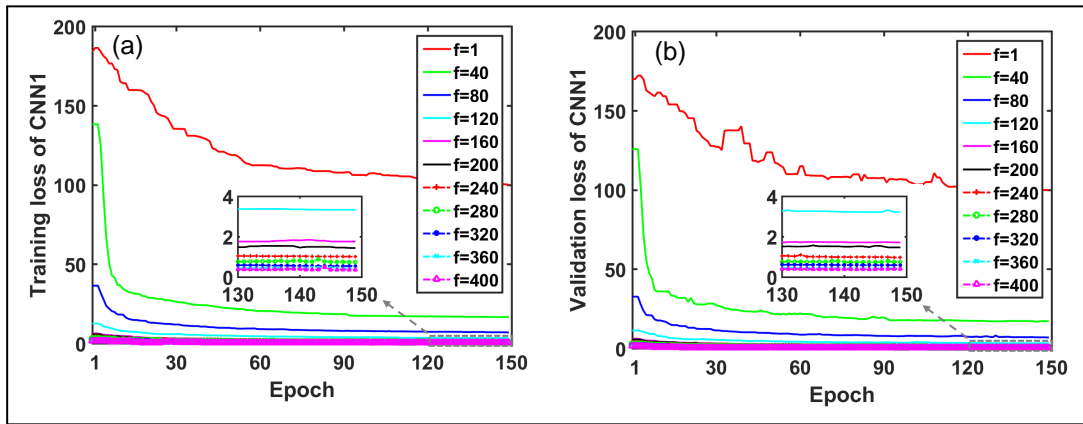 (a)
Training loss of CNN1
200
150
100
50
0
1 30 60 90 120 150
Epoch
f=1
f=40
f=80
f=120
f=160
f=200
f=240
f=280
f=320
f=360
f=400
4
2
0
130 140 150
(b)
Validation loss of CNN1
200
150
100
50
0
1 30 60 90 120 150
Epoch
f=1
f=40
f=80
f=120
f=160
f=200
f=240
f=280
f=320
f=360
f=400
4
2
0
130 140 150